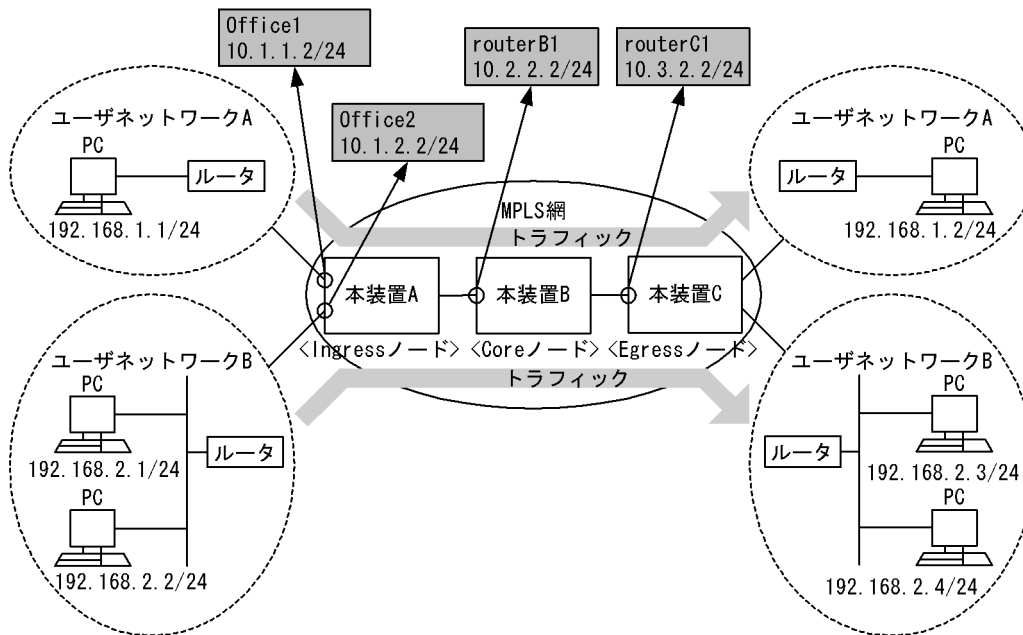 Office1
10.1.1.2/24
routerB1
10.2.2.2/24
routerC1
10.3.2.2/24
Office2
10.1.2.2/24
ユーザネットワークA
PC
ルータ
192.168.1.1/24
ユーザネットワークA
PC
ルータ
192.168.1.2/24
MPLS網
トラフィック
本装置A
本装置B
本装置C
<Ingressノード>
<Coreノード>
<Egressノード>
トラフィック
ユーザネットワークB
PC
192.168.2.1/24
ルータ
PC
192.168.2.2/24
ユーザネットワークB
PC
ルータ
192.168.2.3/24
PC
192.168.2.4/24